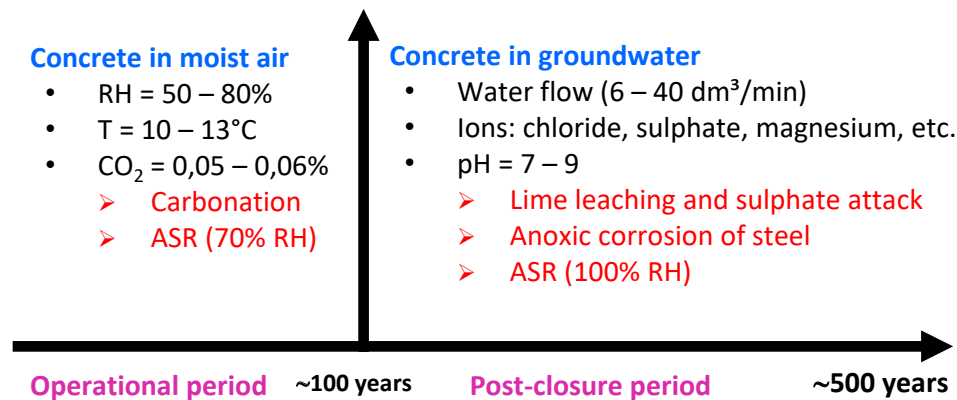 Concrete in moist air
• RH = 50 – 80%
• T = 10 – 13°C
• CO₂ = 0,05 – 0,06%
➢ Carbonation
➢ ASR (70% RH)
Concrete in groundwater
• Water flow (6 – 40 dm³/min)
• Ions: chloride, sulphate, magnesium, etc.
• pH = 7 – 9
➢ Lime leaching and sulphate attack
➢ Anoxic corrosion of steel
➢ ASR (100% RH)
Operational period ~100 years Post-closure period ~500 years